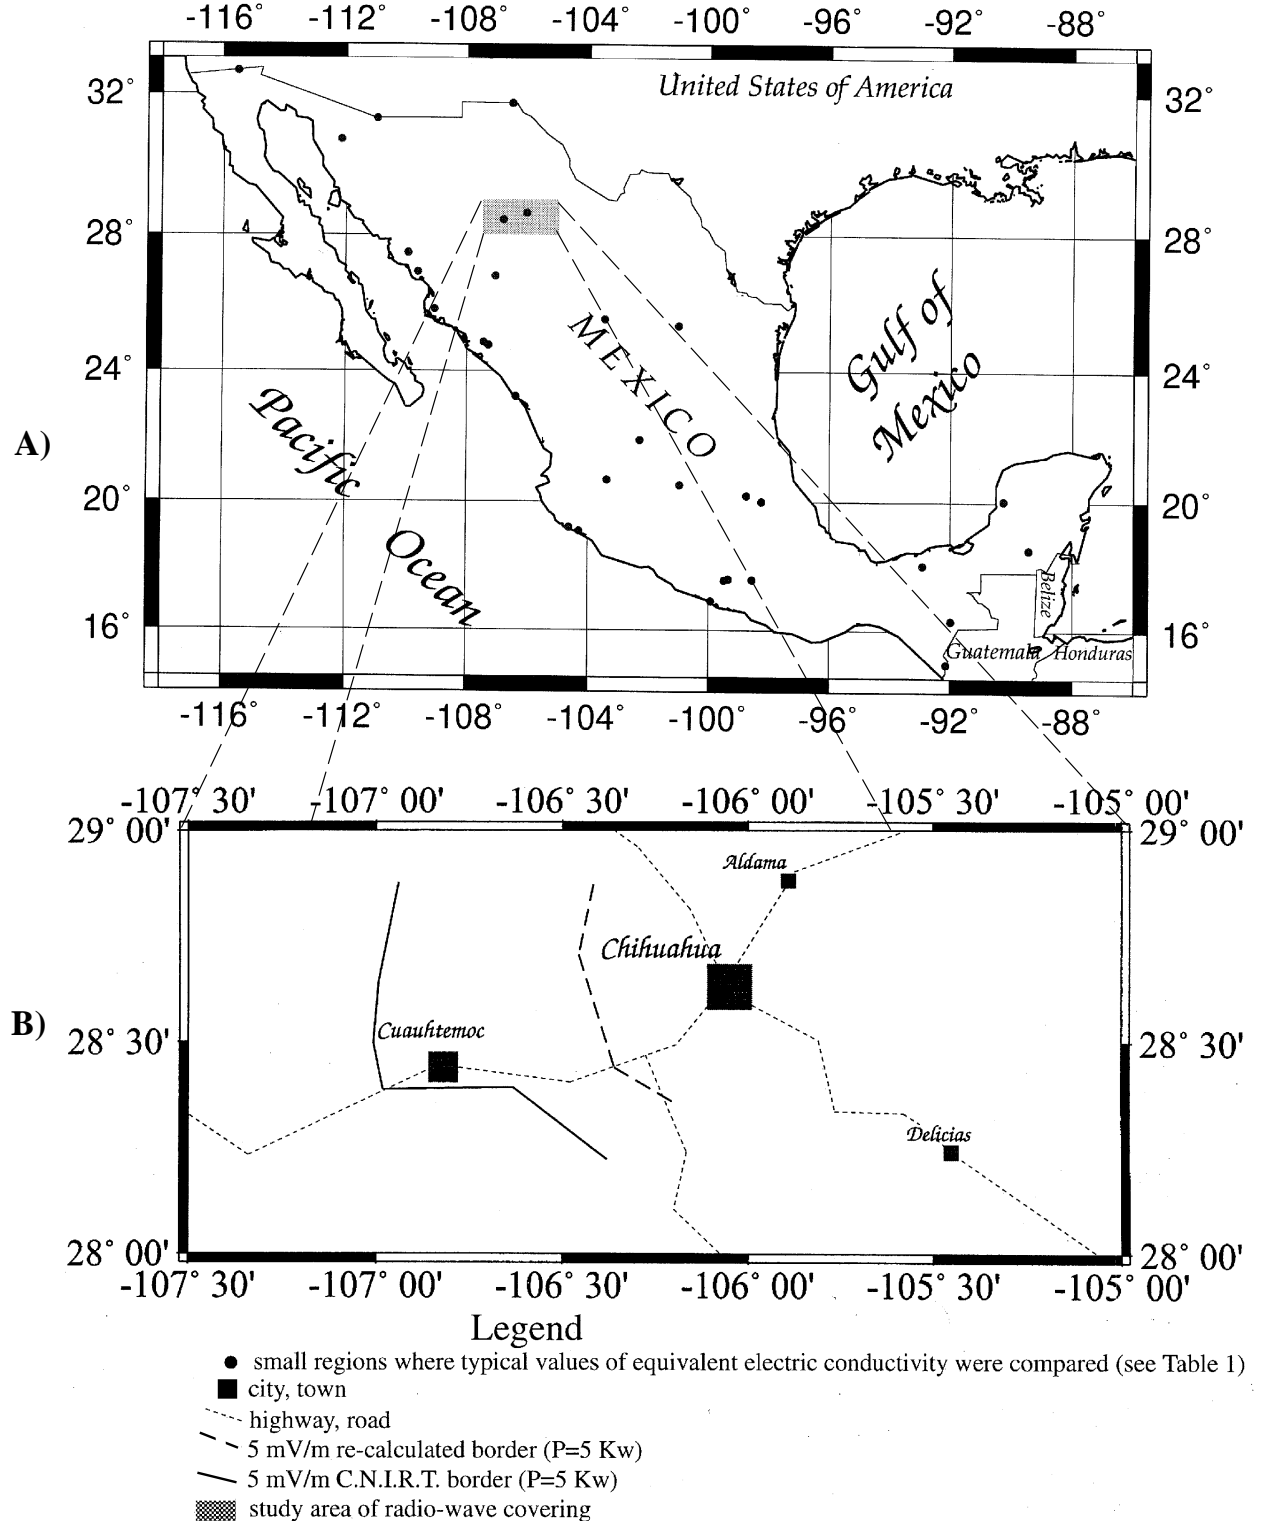 -116° -112° -108° -104° -100° -96° -92° -88°
United States of America
32° 32°
28° 28°
Gulf of
Mexico
MEXICO
24° 24°
A)
Pacific
Ocean
20° 20°
Belize
16° 16°
Guatemala Honduras
-116° -112° -108° -104° -100° -96° -92° -88°
-107° 30' -107° 00' -106° 30' -106° 00' -105° 30' -105° 00'
29° 00' 29° 00'
Aldama
Chihuahua
B)
Cuauhtemoc
28° 30' 28° 30'
Delicias
28° 00' 28° 00'
-107° 30' -107° 00' -106° 30' -106° 00' -105° 30' -105° 00'
Legend
small regions where typical values of equivalent electric conductivity were compared (see Table 1)
city, town
highway, road
5 mV/m re-calculated border (P=5 Kw)
5 mV/m C.N.I.R.T. border (P=5 Kw)
study area of radio-wave covering